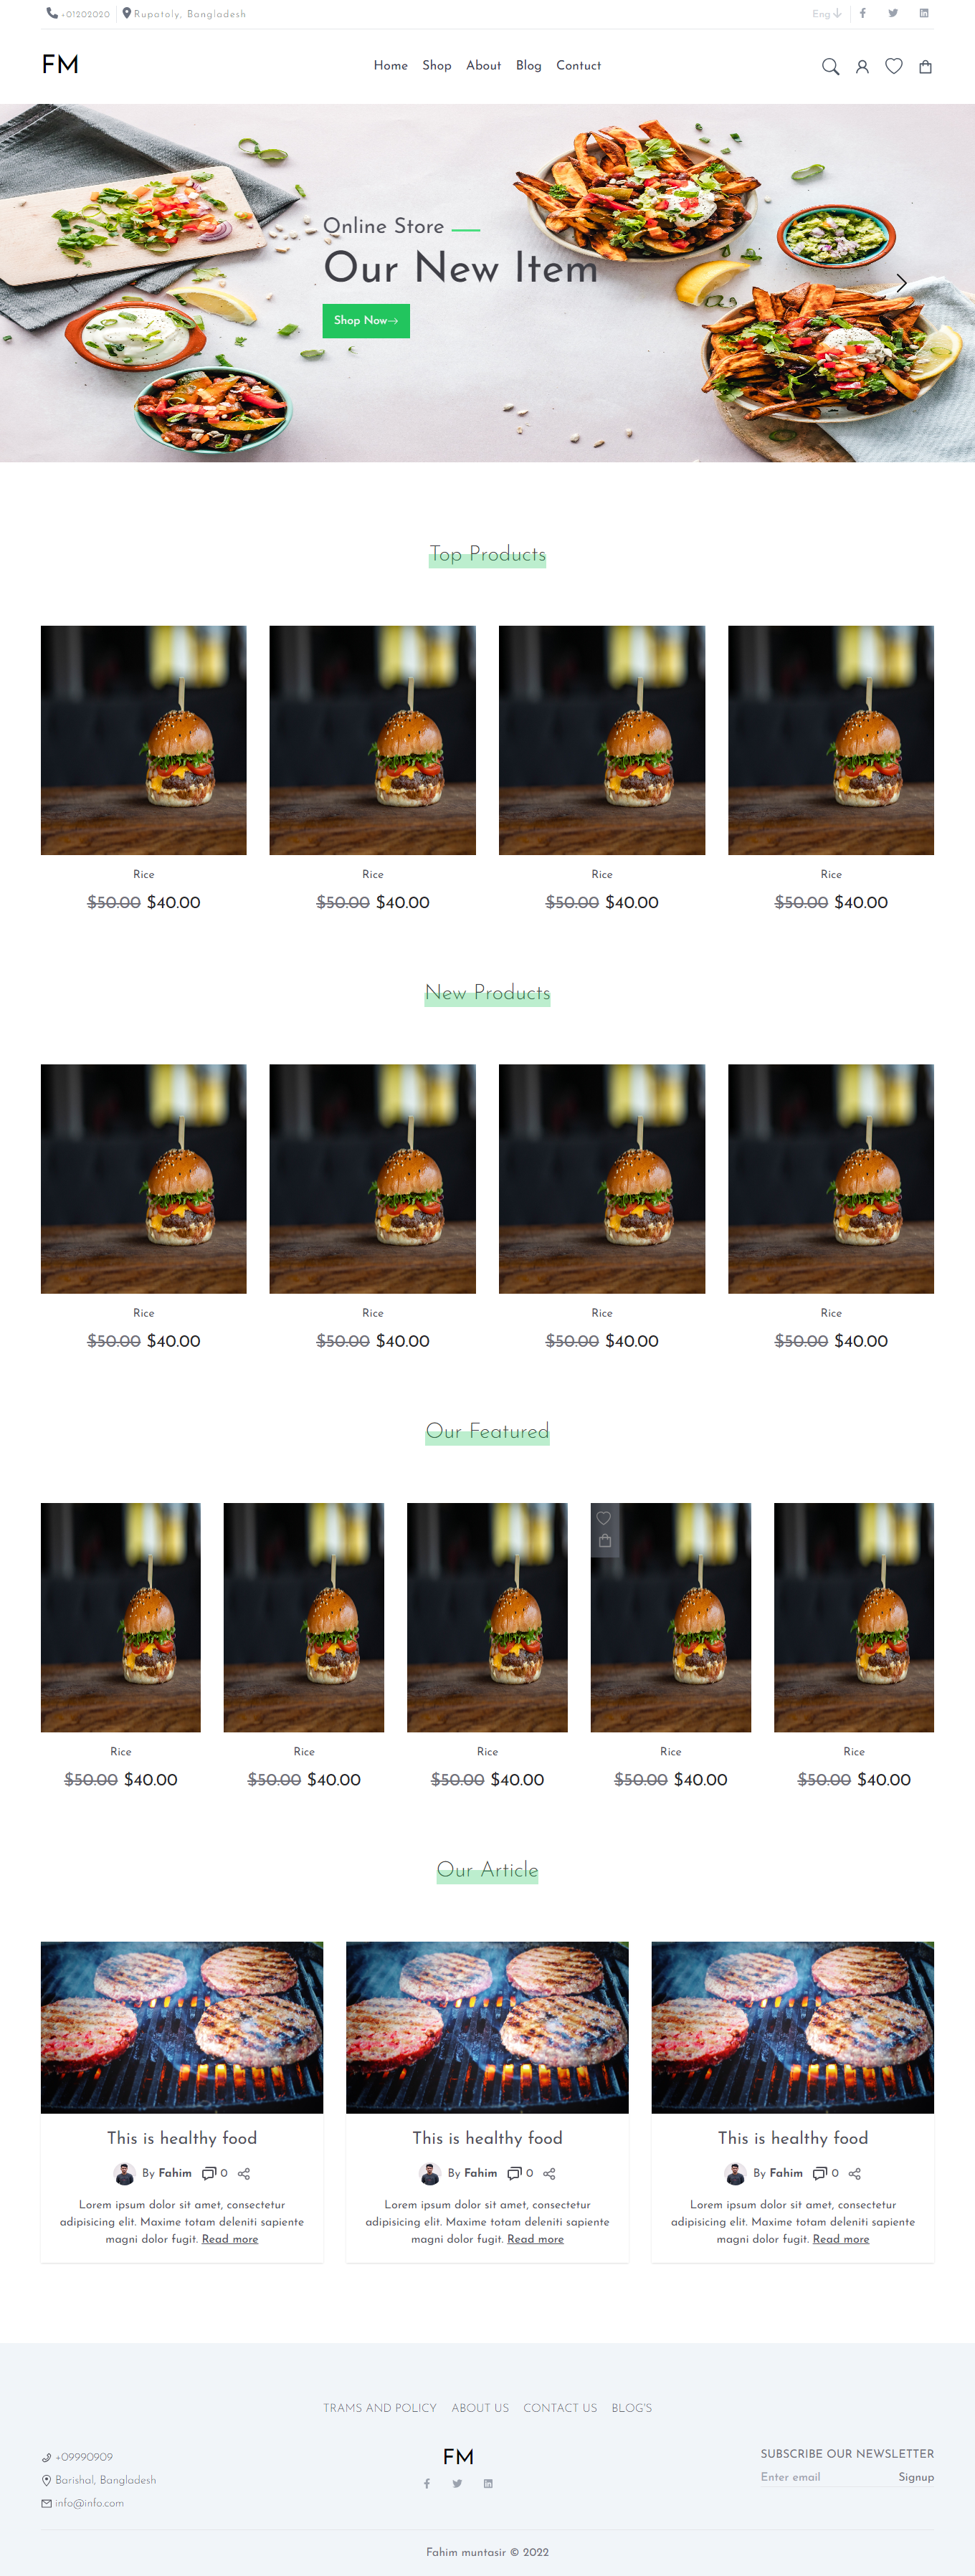 +01202020 Rupatoly, Bangladesh Eng
FM Home Shop About Blog Contuct
Online Store
Our New Item
Shop Now
Top Products
Rice Rice Rice Rice
$50.00 $40.00 $50.00 $40.00 $50.00 $40.00 $50.00 $40.00
New Products
Rice Rice Rice Rice
$50.00 $40.00 $50.00 $40.00 $50.00 $40.00 $50.00 $40.00
Our Featured
Rice Rice Rice Rice Rice
$50.00 $40.00 $50.00 $40.00 $50.00 $40.00 $50.00 $40.00 $50.00 $40.00
Our Article
This is healthy food
By Fahim 0
Lorem ipsum dolor sit amet, consectetur
adipisicing elit. Maxime totam deleniti sapiente
magni dolor fugit. Read more
This is healthy food
By Fahim 0
Lorem ipsum dolor sit amet, consectetur
adipisicing elit. Maxime totam deleniti sapiente
magni dolor fugit. Read more
This is healthy food
By Fahim 0
Lorem ipsum dolor sit amet, consectetur
adipisicing elit. Maxime totam deleniti sapiente
magni dolor fugit. Read more
TRAMS AND POLICY ABOUT US CONTACT US BLOG'S
+09990909
Barishal, Bangladesh
info@info.com
FM
SUBSCRIBE OUR NEWSLETTER
Enter email Signup
Fahim muntasir © 2022